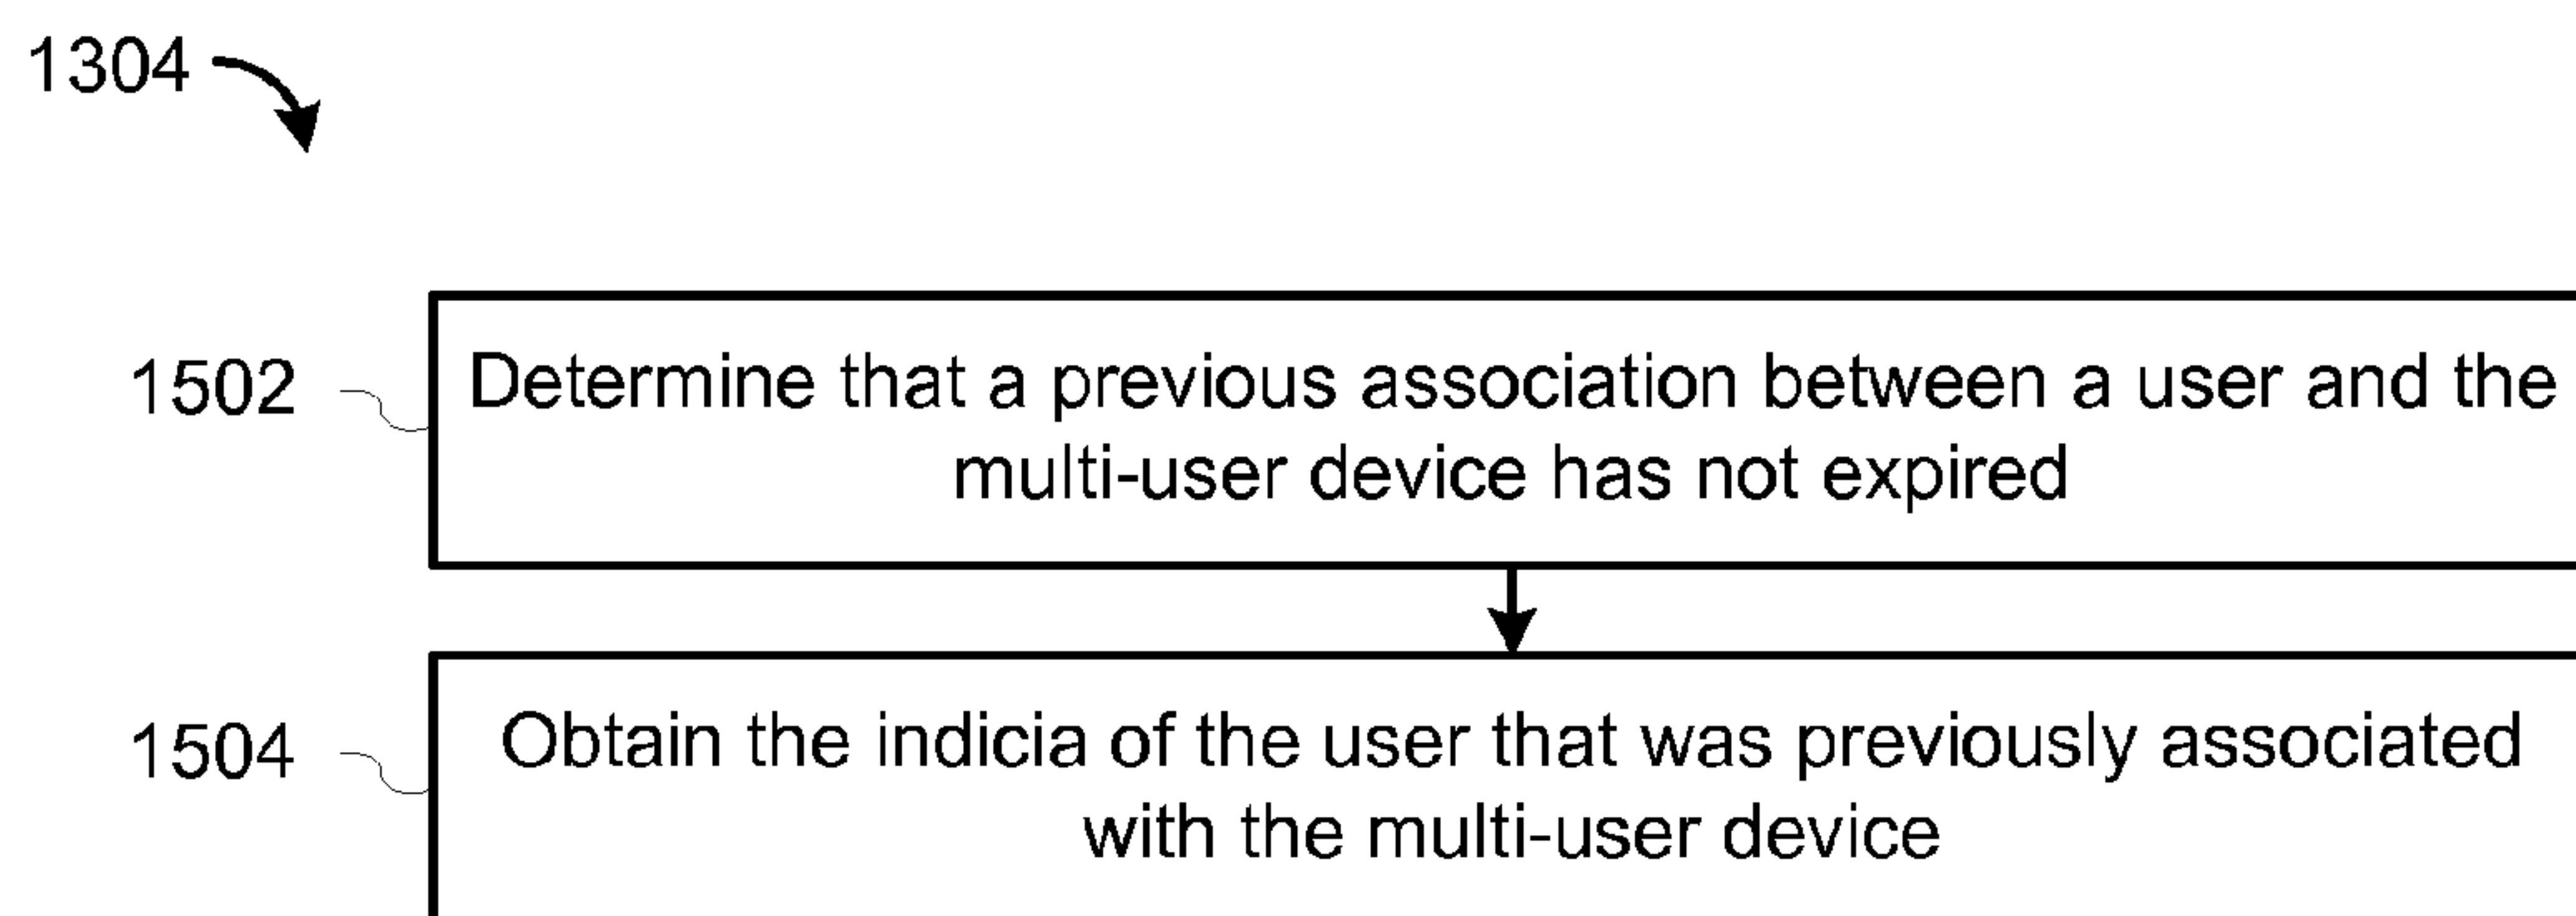 1304
1502
Determine that a previous association between a user and the
multi-user device has not expired
1504
Obtain the indicia of the user that was previously associated
with the multi-user device